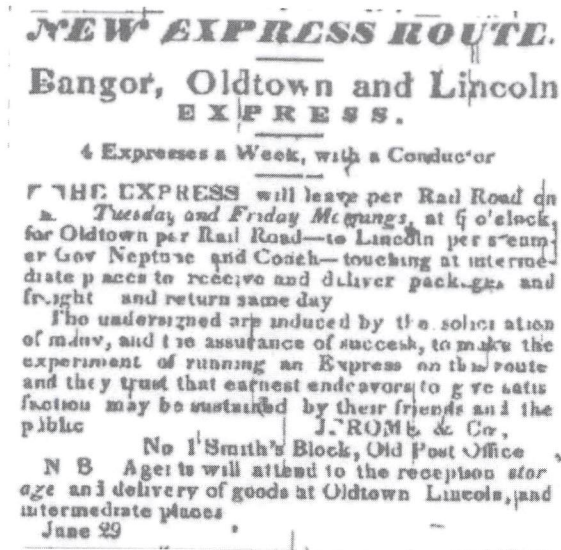 NEW EXPRESS ROUTE.
Bangor, Oldtown and Lincoln
EXPRESS.
4 Expresses a Week, with a Conductor
THE EXPRESS will leave per Rail Road on
Tuesday and Friday Mornings, at 6 o'clock,
for Oldtown per Rail Road—to Lincoln per steam-
er Gov Neptune and Coach—touching at interme-
diate places to receive and deliver packages and
freight and return same day
The undersigned are induced by the solicitation
of many, and the assurance of success, to make the
experiment of running an Express on this route
and they trust that earnest endeavors to give satis
faction may be sustained by their friends and the
public J. ROME & Co,
No 1 Smith's Block, Old Post Office
N B Agents will attend to the reception stor
age and delivery of goods at Oldtown Lincoln, and
intermediate places
June 29